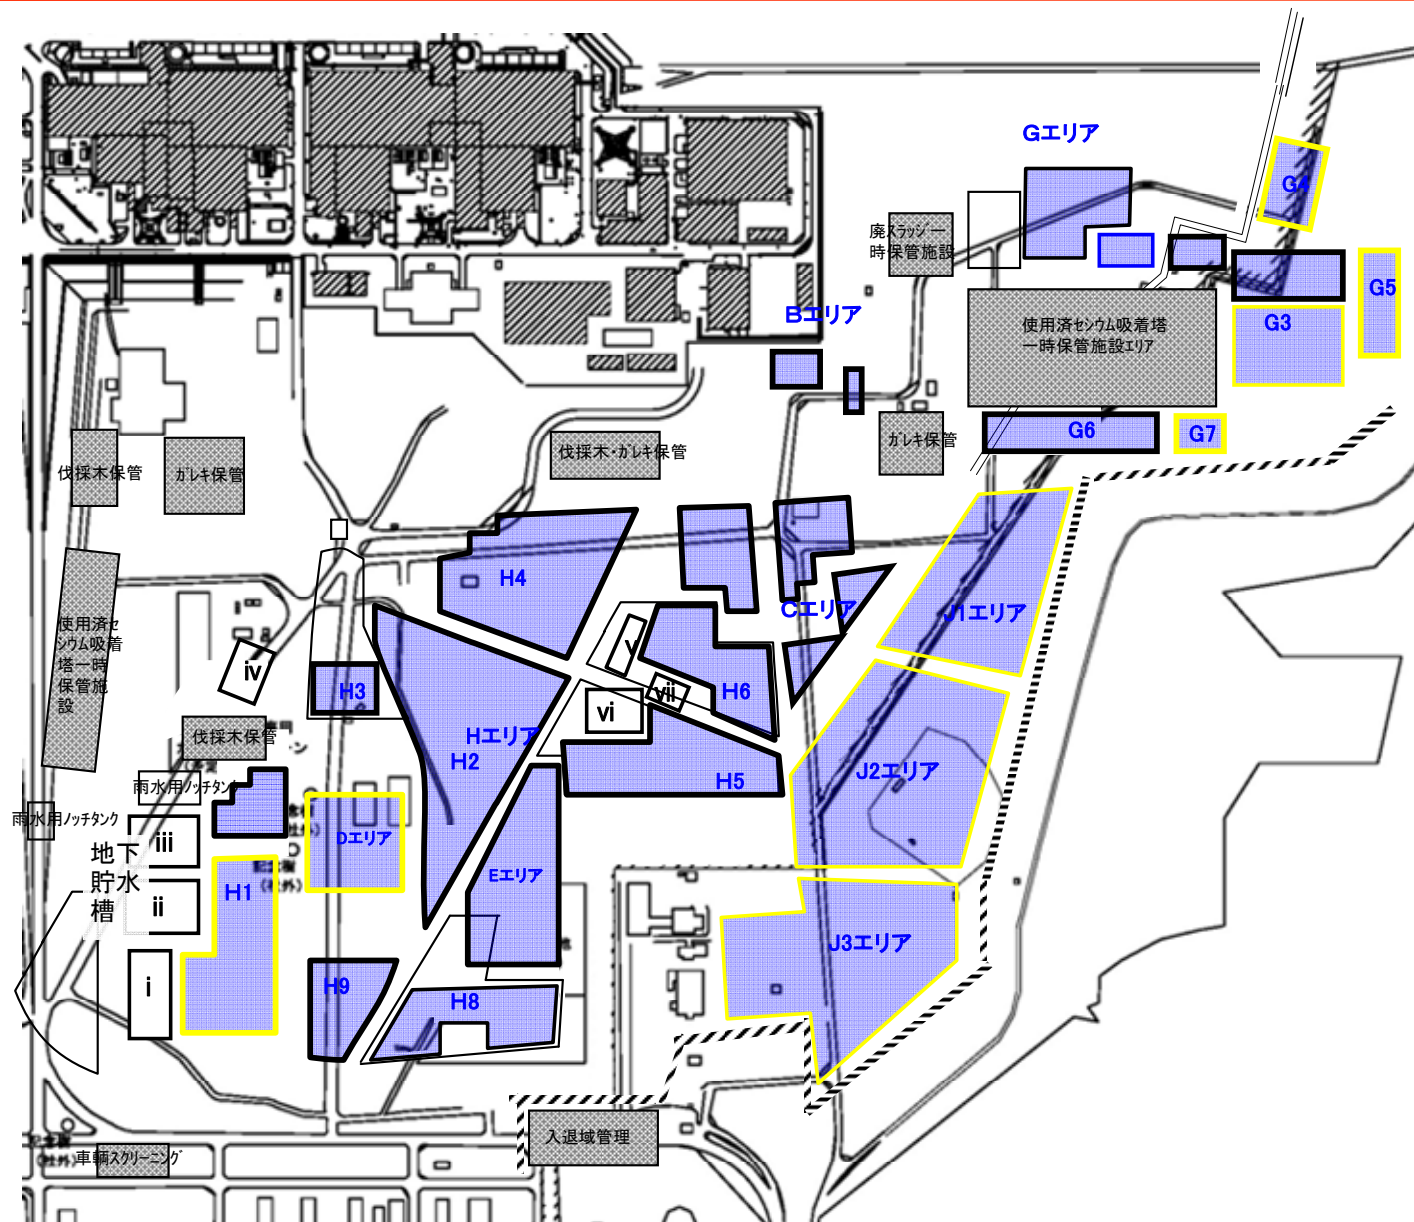 Gエリア
G4
廃スラッジ一
時保管施設
G5
Bエリア
使用済セシウム吸着塔
一時保管施設エリア
G3
G6
G7
ガレキ保管
伐採木・ガレキ保管
伐採木保管
ガレキ保管
H4
Cエリア
J1エリア
使用済セ
シウム吸着
塔一時
保管施
設
iv
v
H3
vii
H6
vi
伐採木保管
Hエリア
H2
H5
J2エリア
雨水用ノッチタンク
雨水用ノッチタンク
iii
Dエリア
地下
貯水
槽
ii
H1
Eエリア
J3エリア
i
H9
H8
入退域管理
車輌スクリーニング